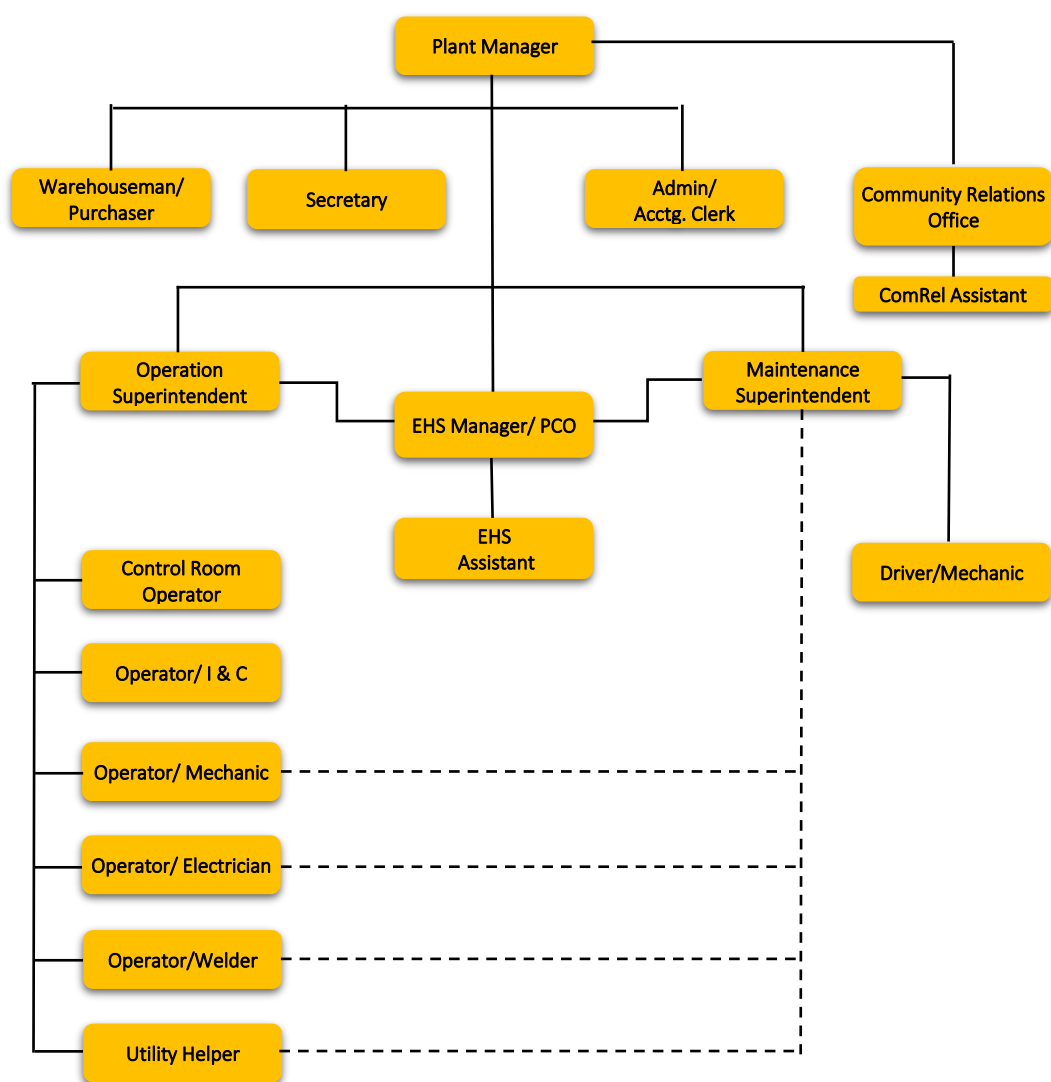 Plant Manager
Warehouseman/
Purchaser
Secretary
Admin/
Acctg. Clerk
Community Relations
Office
ComRel Assistant
Operation
Superintendent
Maintenance
Superintendent
EHS Manager/ PCO
EHS
Assistant
Control Room
Operator
Driver/Mechanic
Operator/ I & C
Operator/ Mechanic
Operator/ Electrician
Operator/Welder
Utility Helper